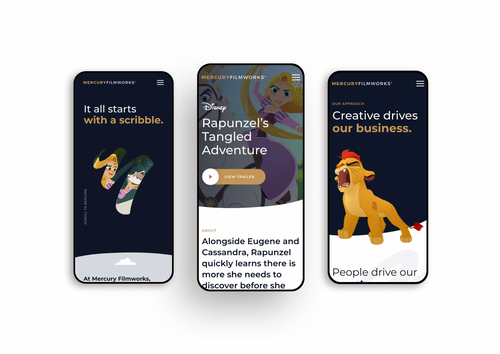 MERCURYFILMWORKS
It all stars
with a scribble.
SCROLL TO EXPLORE
At Mercury Filmworks,
MERCURYFILMWORKS
Disney
Rapunzel's
Tangled
Adventure
VIEW TRAILER
ABOUT
Alongside Eugene and
Cassandra, Rapunzel
quickly learns there is
more she needs to
discover before she
MERCURYFILMWORKS
OUR APPROACH
Creative drives
our business.
People drive our